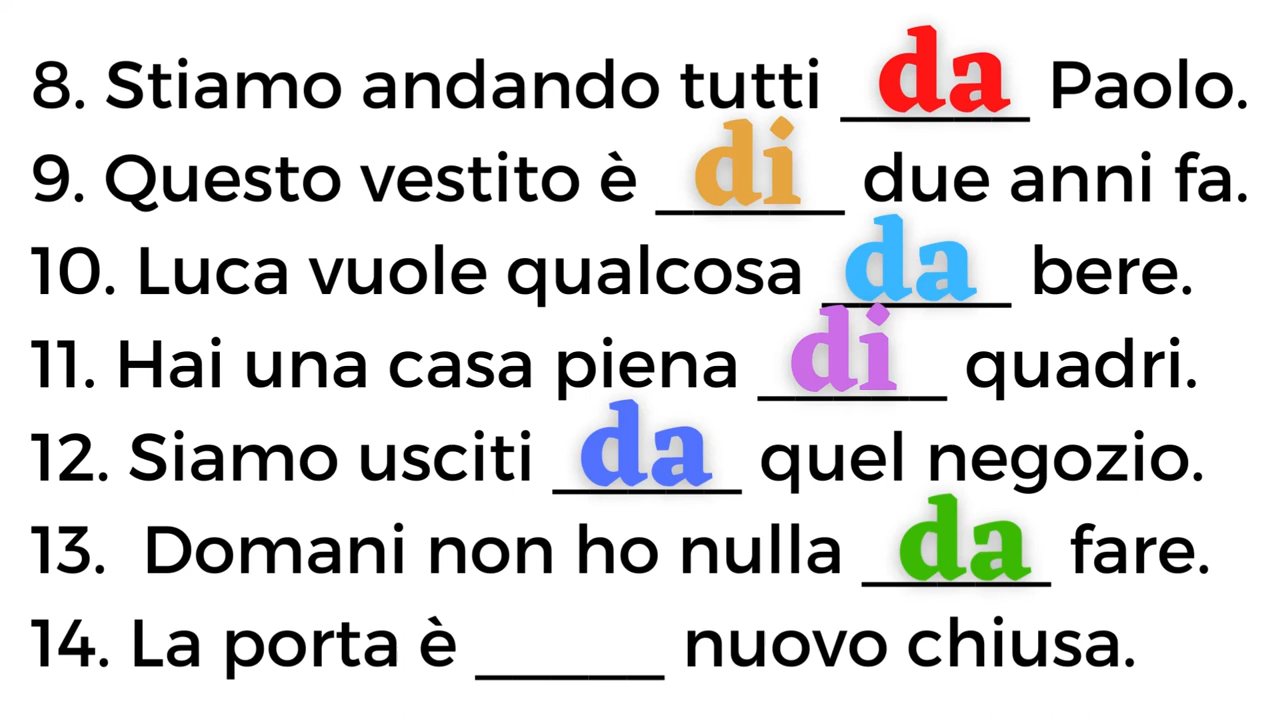 8. Stiamo andando tutti da Paolo.
9. Questo vestito è di due anni fa.
10. Luca vuole qualcosa da bere.
11. Hai una casa piena di quadri.
12. Siamo usciti da quel negozio.
13. Domani non ho nulla da fare.
14. La porta è ______ nuovo chiusa.